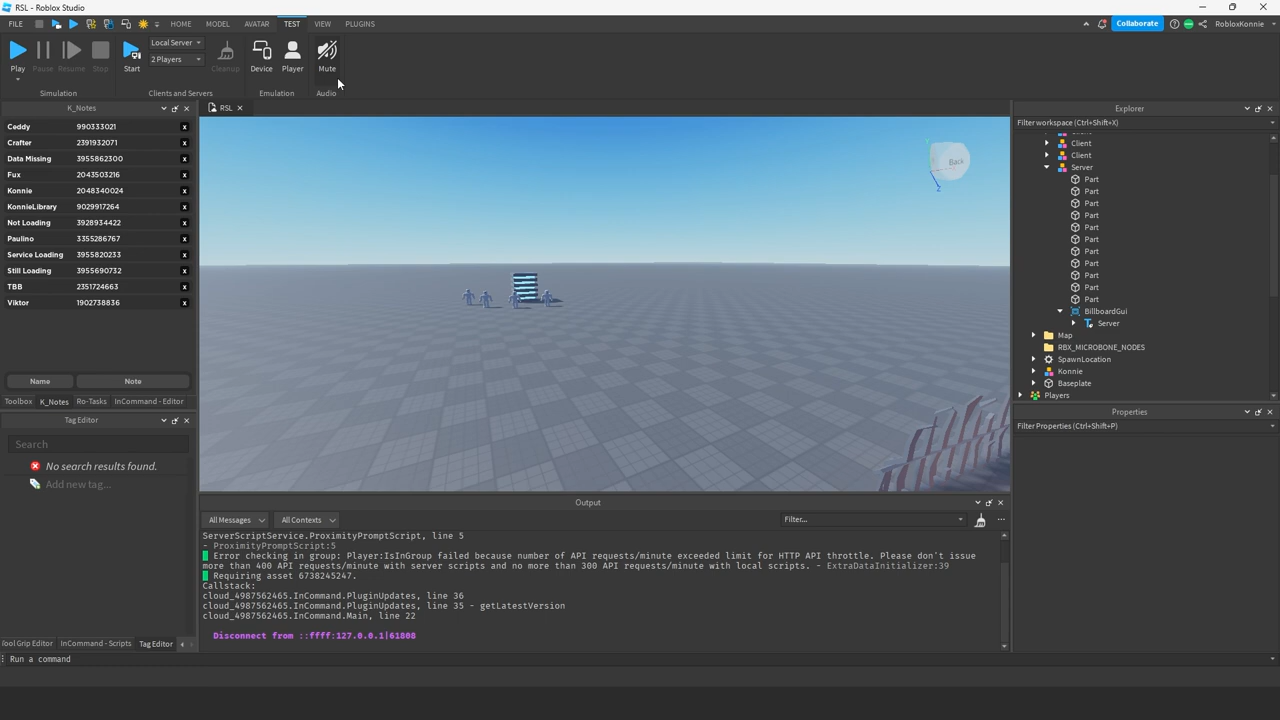 RSL - Roblox Studio
FILE HOME MODEL AVATAR TEST VIEW PLUGINS Collaborate RobloxKonnie
Play Pause Resume Stop Start Local Server 2 Players Cleanup Device Player Mute
Simulation Clients and Servers Emulation Audio
K_Notes
Ceddy 990333021 x
Crafter 2391932071 x
Data Missing 3955862300 x
Fux 2043503216 x
Konnie 2048340024 x
KonnieLibrary 9029917264 x
Not Loading 3928934422 x
Paulino 3355286767 x
Service Loading 3955820233 x
Still Loading 3955690732 x
TBB 2351724663 x
Viktor 1902738836 x
Name Note
Toolbox K_Notes Ro-Tasks InCommand - Editor
Tag Editor
Search
No search results found.
Add new tag...
Tool Grip Editor InCommand - Scripts Tag Editor
RSL
Back
Output
All Messages All Contexts Filter...
ServerScriptService.ProximityPromptScript, line 5
- ProximityPromptScript:5
Error checking in group: Player:IsInGroup failed because number of API requests/minute exceeded limit for HTTP API throttle. Please don't issue
more than 400 API requests/minute with server scripts and no more than 300 API requests/minute with local scripts. - ExtraDataInitializer:39
Requiring asset 6738245247.
Callstack:
cloud_4987562465.InCommand.PluginUpdates, line 36
cloud_4987562465.InCommand.PluginUpdates, line 35 - getLatestVersion
cloud_4987562465.InCommand.Main, line 22
Disconnect from ::ffff:127.0.0.1|61808
Explorer
Filter workspace (Ctrl+Shift+X)
Client
Client
Server
Part
Part
Part
Part
Part
Part
Part
Part
Part
Part
Part
BillboardGui
Server
Map
RBX_MICROBONE_NODES
SpawnLocation
Konnie
Baseplate
Players
Properties
Filter Properties (Ctrl+Shift+P)
Run a command